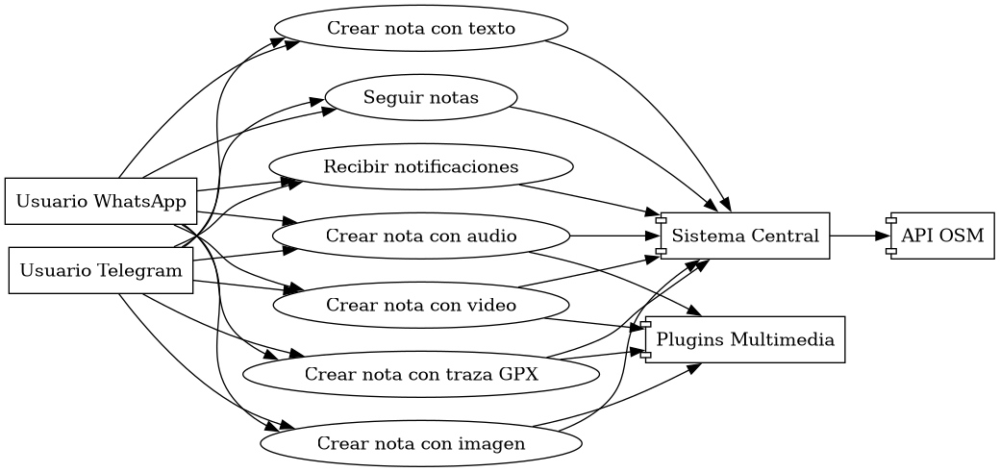 Crear nota con texto
Seguir notas
Recibir notificaciones
Usuario WhatsApp
Crear nota con audio
Sistema Central
API OSM
Usuario Telegram
Crear nota con video
Plugins Multimedia
Crear nota con traza GPX
Crear nota con imagen